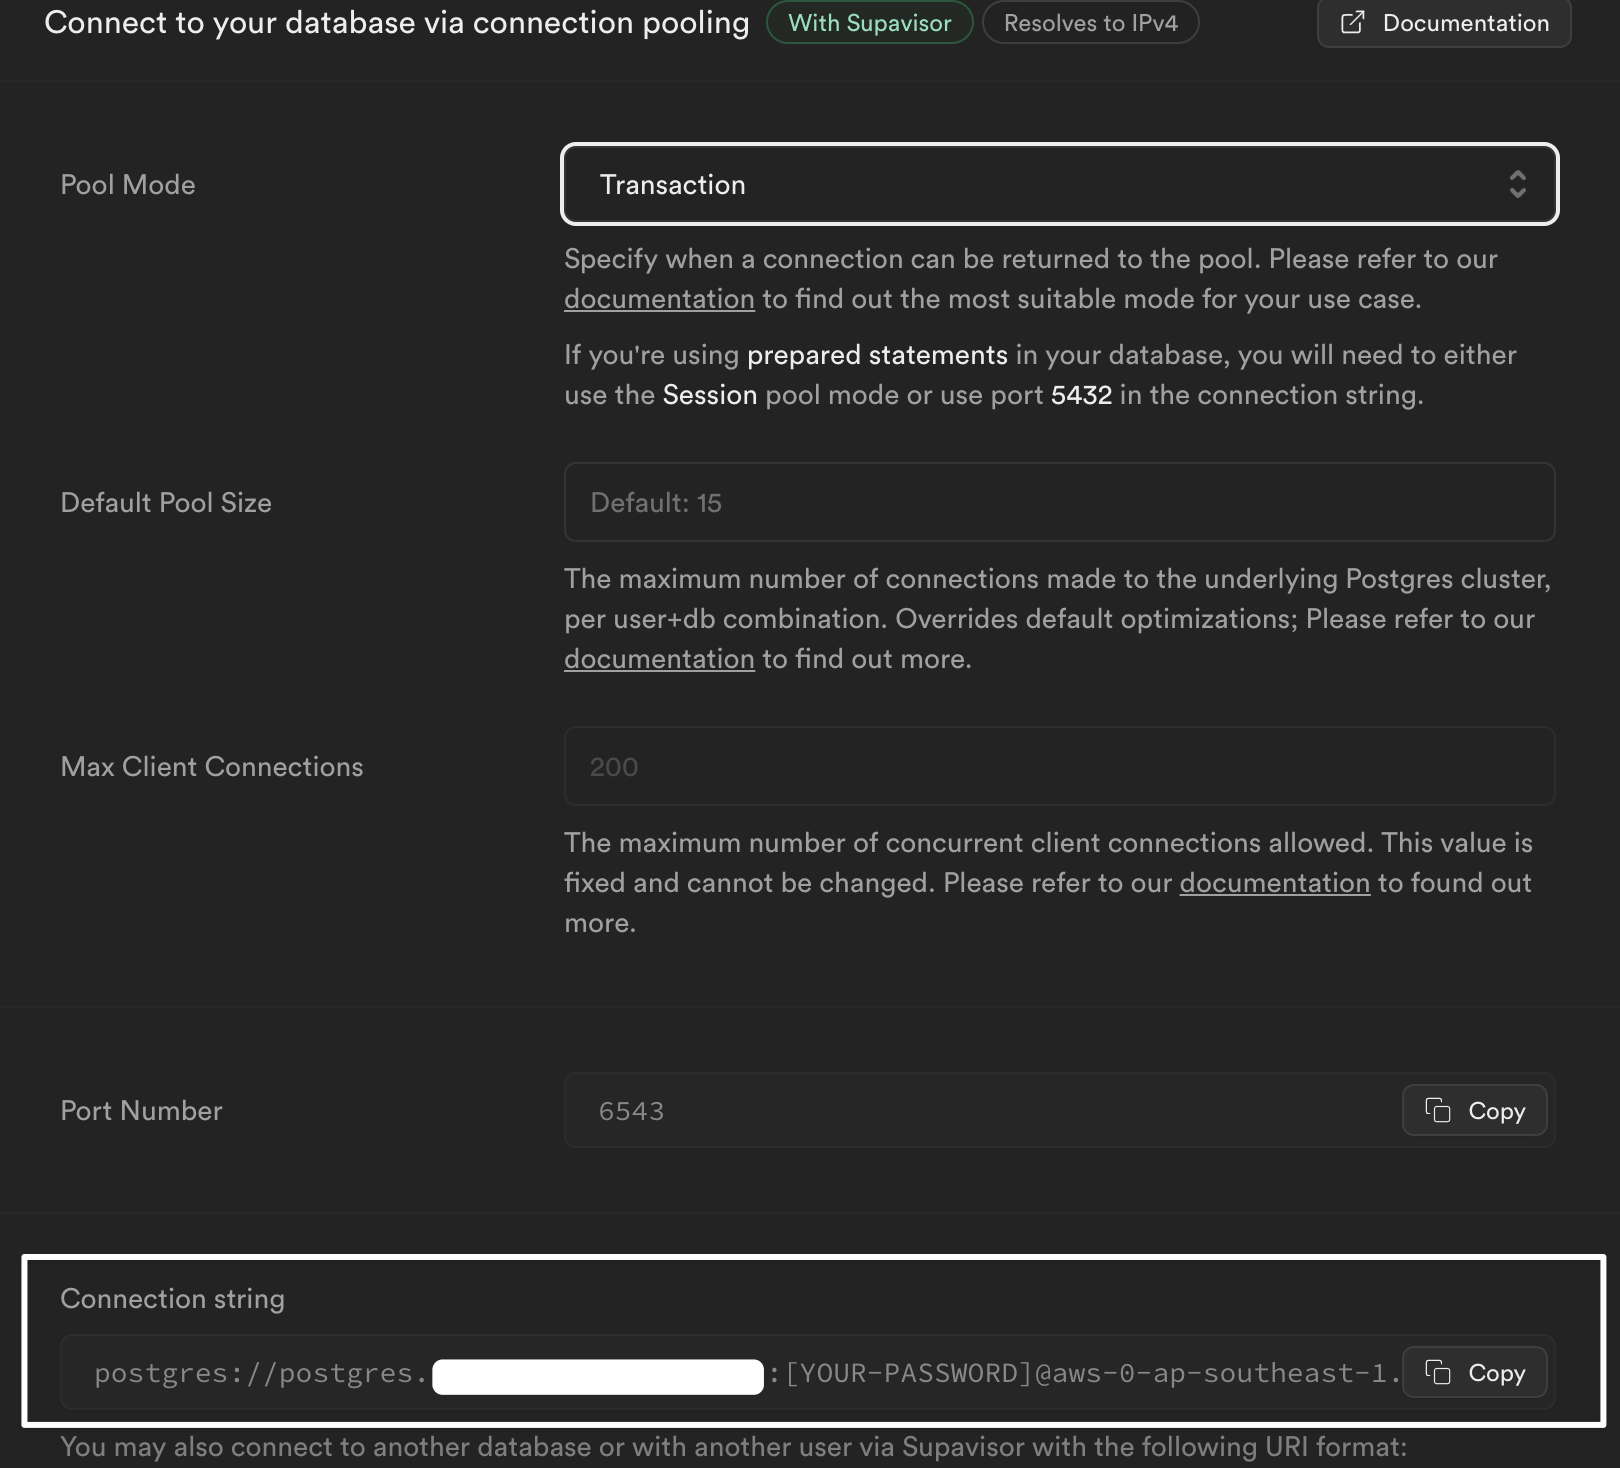 Connect to your database via connection pooling With Supavisor Resolves to IPv4 Documentation
Pool Mode Transaction
Specify when a connection can be returned to the pool. Please refer to our
documentation to find out the most suitable mode for your use case.
If you're using prepared statements in your database, you will need to either
use the Session pool mode or use port 5432 in the connection string.
Default Pool Size Default: 15
The maximum number of connections made to the underlying Postgres cluster,
per user+db combination. Overrides default optimizations; Please refer to our
documentation to find out more.
Max Client Connections 200
The maximum number of concurrent client connections allowed. This value is
fixed and cannot be changed. Please refer to our documentation to found out
more.
Port Number 6543 Copy
Connection string
postgres://postgres. :[YOUR-PASSWORD]@aws-0-ap-southeast-1. Copy
You may also connect to another database or with another user via Supavisor with the following URI format: